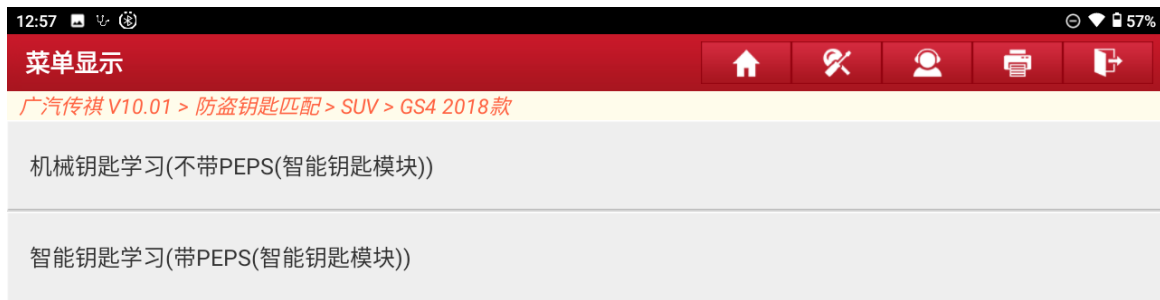 12:57
57%
菜单显示
广汽传祺 V10.01 > 防盗钥匙匹配 > SUV > GS4 2018款
机械钥匙学习(不带PEPS(智能钥匙模块))
智能钥匙学习(带PEPS(智能钥匙模块))